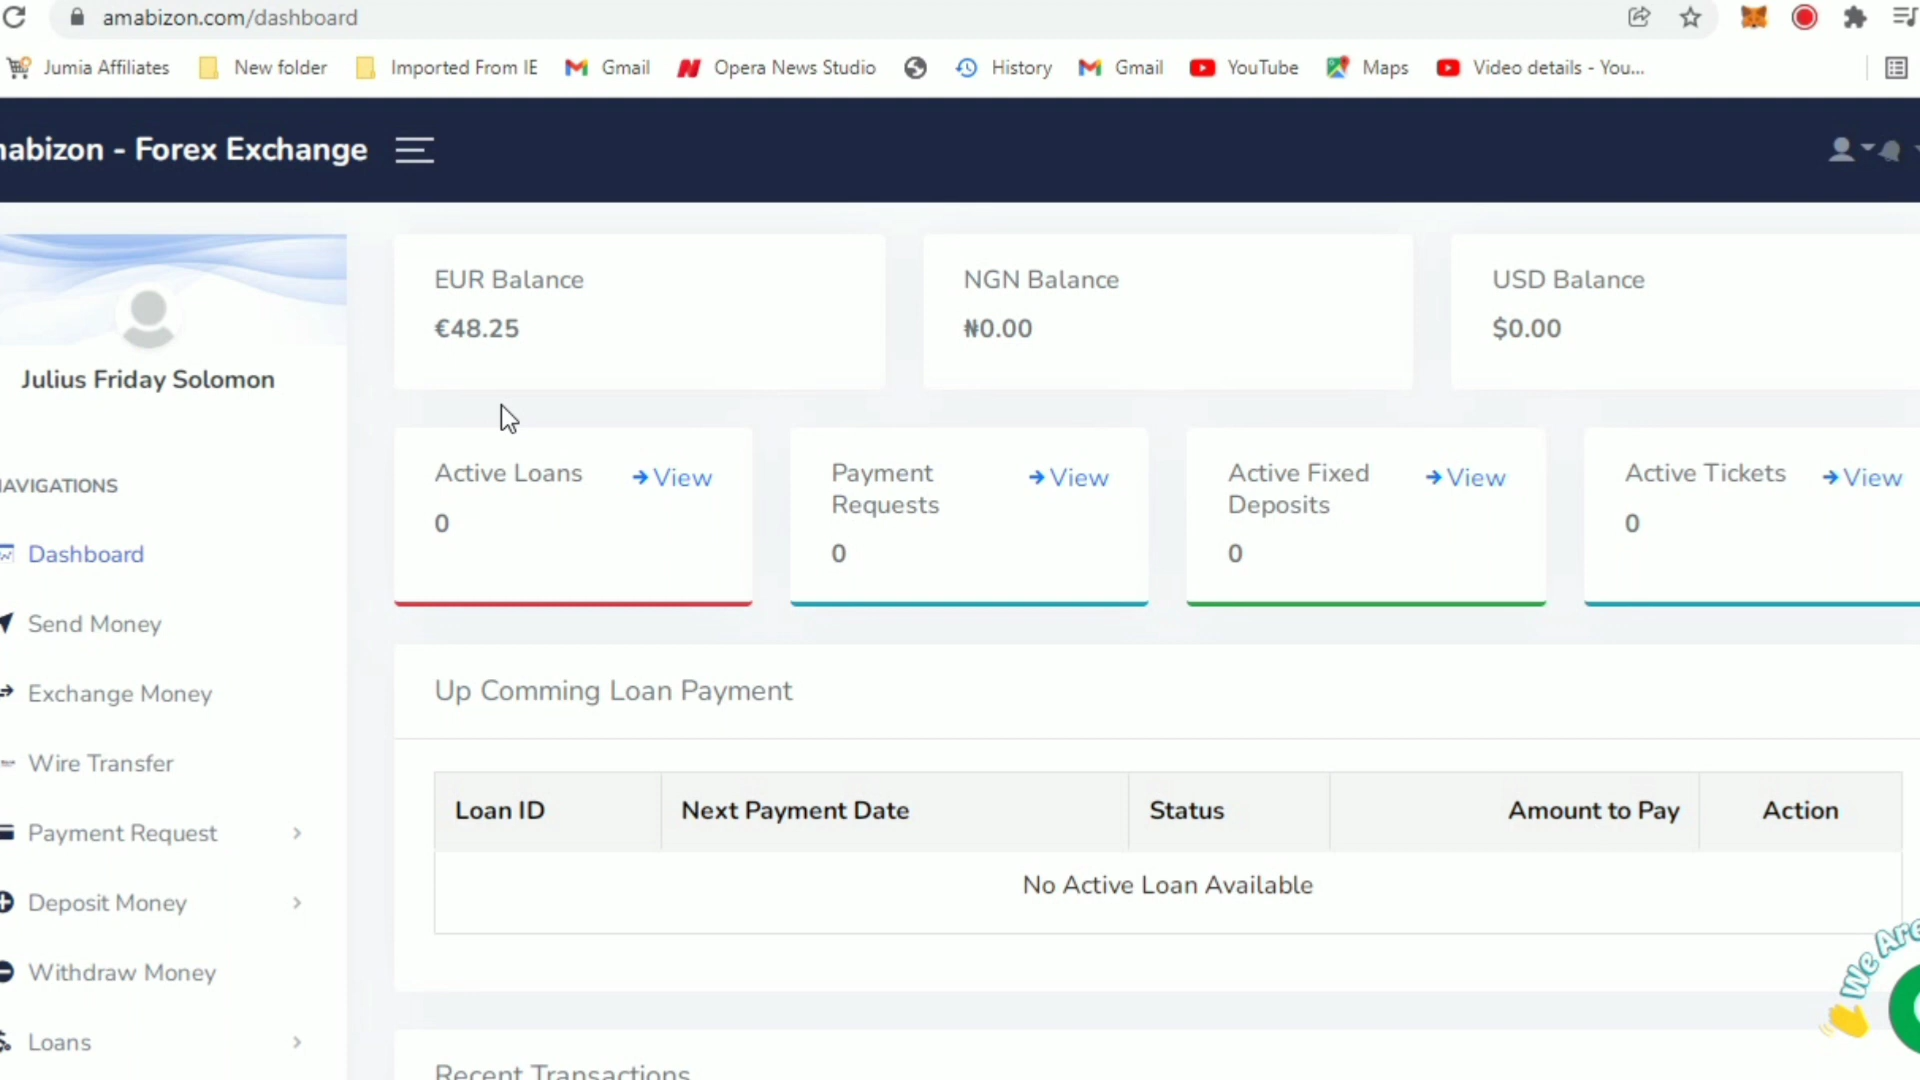 amabizon.com/dashboard
Jumia Affiliates New folder Imported From IE Gmail Opera News Studio History Gmail YouTube Maps Video details - You...
nabizon - Forex Exchange
EUR Balance
€48.25
NGN Balance
₦0.00
USD Balance
$0.00
Julius Friday Solomon
Active Loans
View
0
Payment
Requests
View
0
Active Fixed
Deposits
View
0
Active Tickets
View
0
NAVIGATIONS
Dashboard
Send Money
Exchange Money
Wire Transfer
Payment Request
Deposit Money
Withdraw Money
Loans
Up Comming Loan Payment
Loan ID Next Payment Date Status Amount to Pay Action
No Active Loan Available
We Are
Recent Transactions